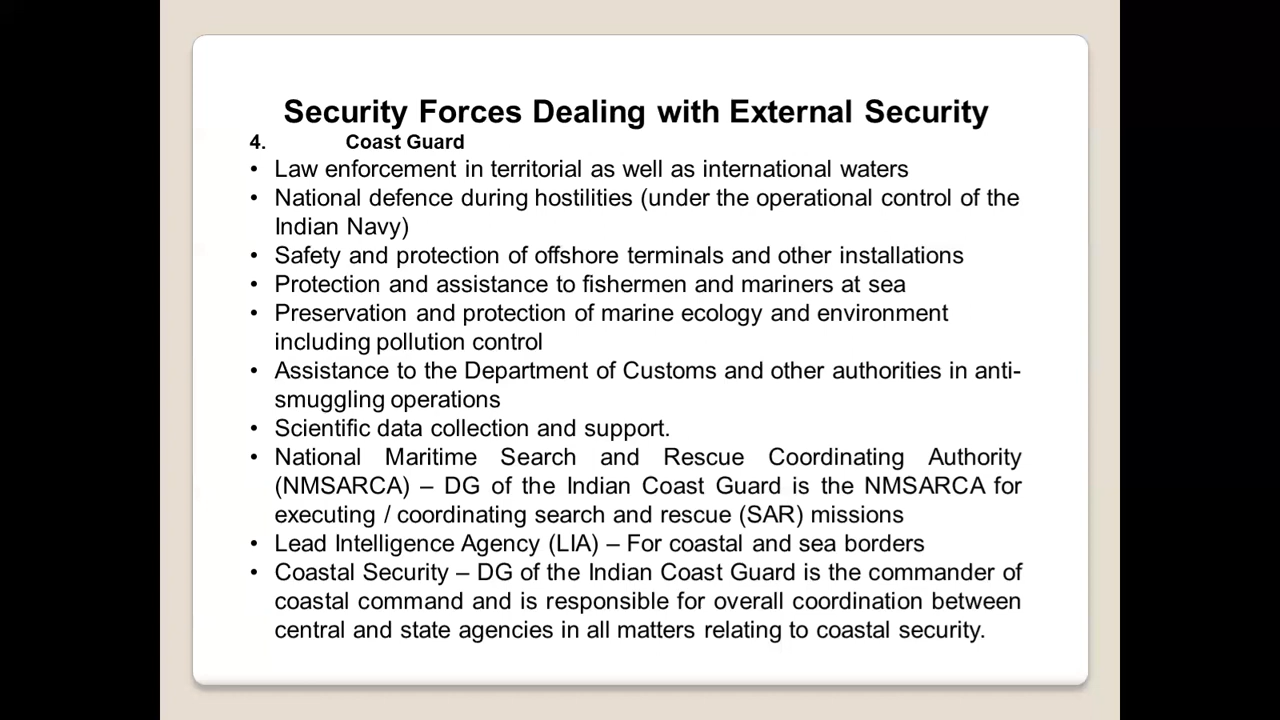 Security Forces Dealing with External Security
4. Coast Guard
• Law enforcement in territorial as well as international waters
• National defence during hostilities (under the operational control of the
Indian Navy)
• Safety and protection of offshore terminals and other installations
• Protection and assistance to fishermen and mariners at sea
• Preservation and protection of marine ecology and environment
including pollution control
• Assistance to the Department of Customs and other authorities in anti-
smuggling operations
• Scientific data collection and support.
• National Maritime Search and Rescue Coordinating Authority
(NMSARCA) – DG of the Indian Coast Guard is the NMSARCA for
executing / coordinating search and rescue (SAR) missions
• Lead Intelligence Agency (LIA) – For coastal and sea borders
• Coastal Security – DG of the Indian Coast Guard is the commander of
coastal command and is responsible for overall coordination between
central and state agencies in all matters relating to coastal security.